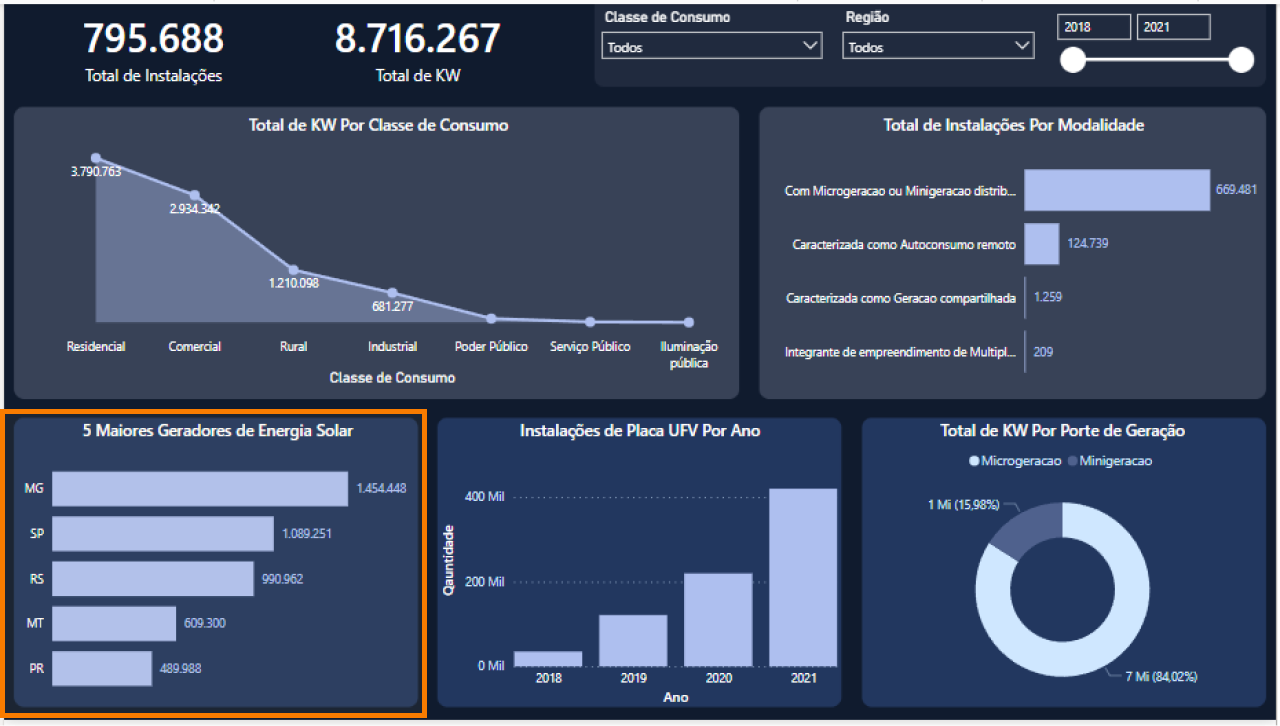 795.688
Total de Instalações
8.716.267
Total de KW
Classe de Consumo
Todos
Região
Todos
2018
2021
Total de KW Por Classe de Consumo
3.790.763
2.934.342
1.210.098
681.277
Residencial
Comercial
Rural
Industrial
Poder Público
Serviço Público
Iluminação
pública
Classe de Consumo
Total de Instalações Por Modalidade
Com Microgeracao ou Minigeracao distrib...
669.481
Caracterizada como Autoconsumo remoto
124.739
Caracterizada como Geracao compartilhada
1.259
Integrante de empreendimento de Multipl...
209
5 Maiores Geradores de Energia Solar
MG
1.454.448
SP
1.089.251
RS
990.962
MT
609.300
PR
489.988
Instalações de Placa UFV Por Ano
Qauntidade
400 Mil
200 Mil
0 Mil
2018
2019
2020
2021
Ano
Total de KW Por Porte de Geração
Microgeracao
Minigeracao
1 Mi (15,98%)
7 Mi (84,02%)